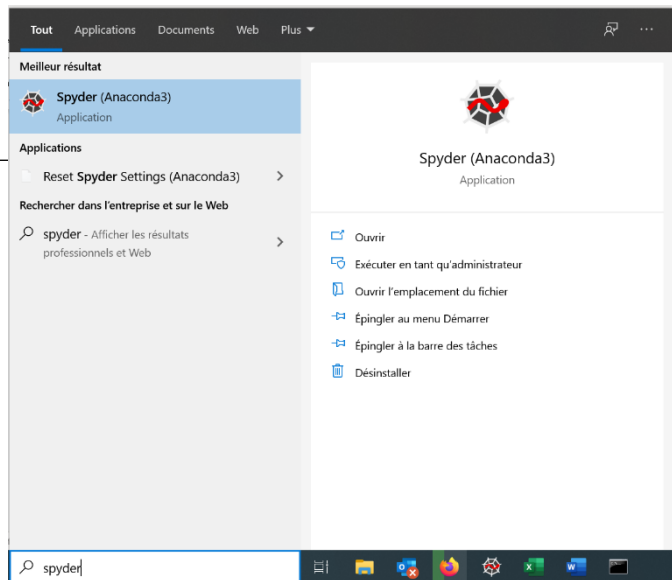 Tout Applications Documents Web Plus
Meilleur résultat
Spyder (Anaconda3)
Application
Applications
Reset Spyder Settings (Anaconda3)
Rechercher dans l'entreprise et sur le Web
spyder - Afficher les résultats
professionnels et Web
Spyder (Anaconda3)
Application
Ouvrir
Exécuter en tant qu'administrateur
Ouvrir l'emplacement du fichier
Épingler au menu Démarrer
Épingler à la barre des tâches
Désinstaller
spyder